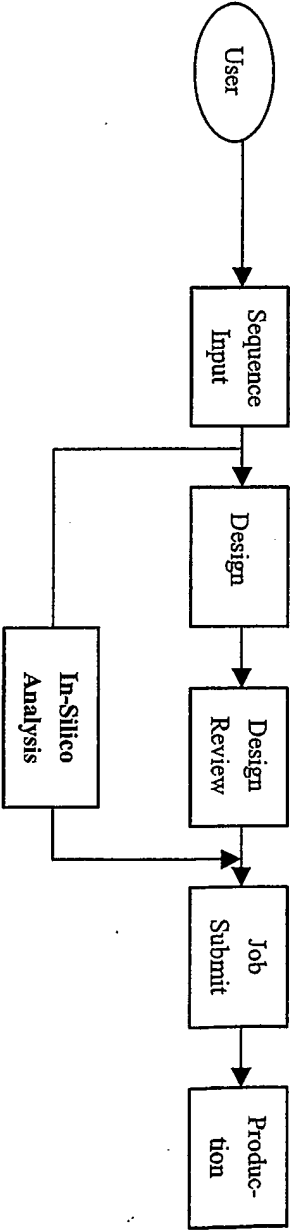 User
Sequence
Input
Design
Design
Review
Job
Submit
Produc-
tion
In-Silico
Analysis